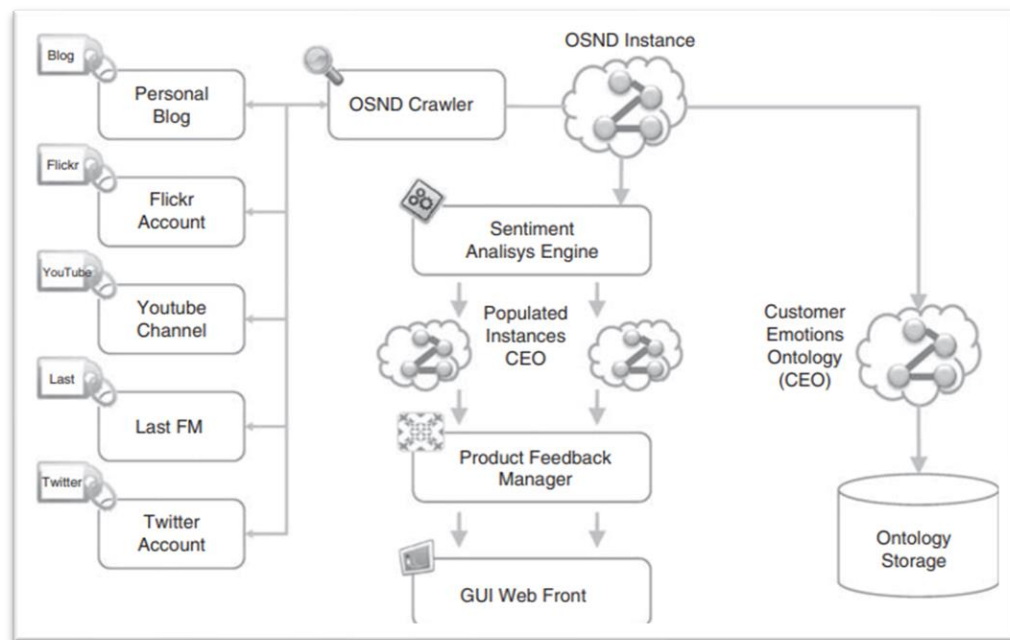 Blog
Personal
Blog
Flickr
Flickr
Account
YouTube
Youtube
Channel
Last
Last FM
Twitter
Twitter
Account
OSND Crawler
OSND Instance
Sentiment
Analisys Engine
Populated
Instances
CEO
Product Feedback
Manager
GUI Web Front
Customer
Emotions
Ontology
(CEO)
Ontology
Storage